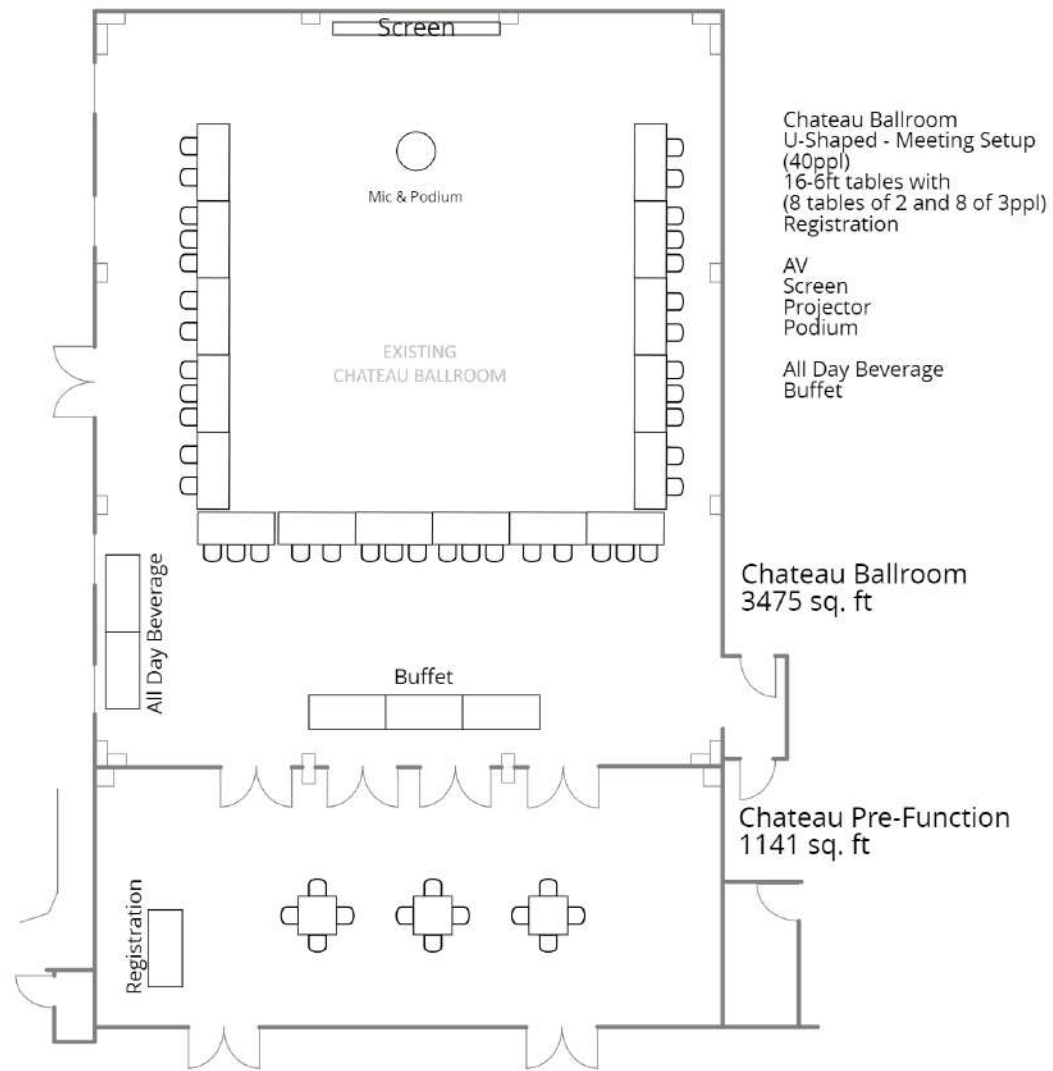 Screen
Mic & Podium
EXISTING
CHATEAU BALLROOM
Chateau Ballroom
U-Shaped - Meeting Setup
(40ppl)
16-6ft tables with
(8 tables of 2 and 8 of 3ppl)
Registration
AV
Screen
Projector
Podium
All Day Beverage
Buffet
All Day Beverage
Buffet
Chateau Ballroom
3475 sq. ft
Chateau Pre-Function
1141 sq. ft
Registration